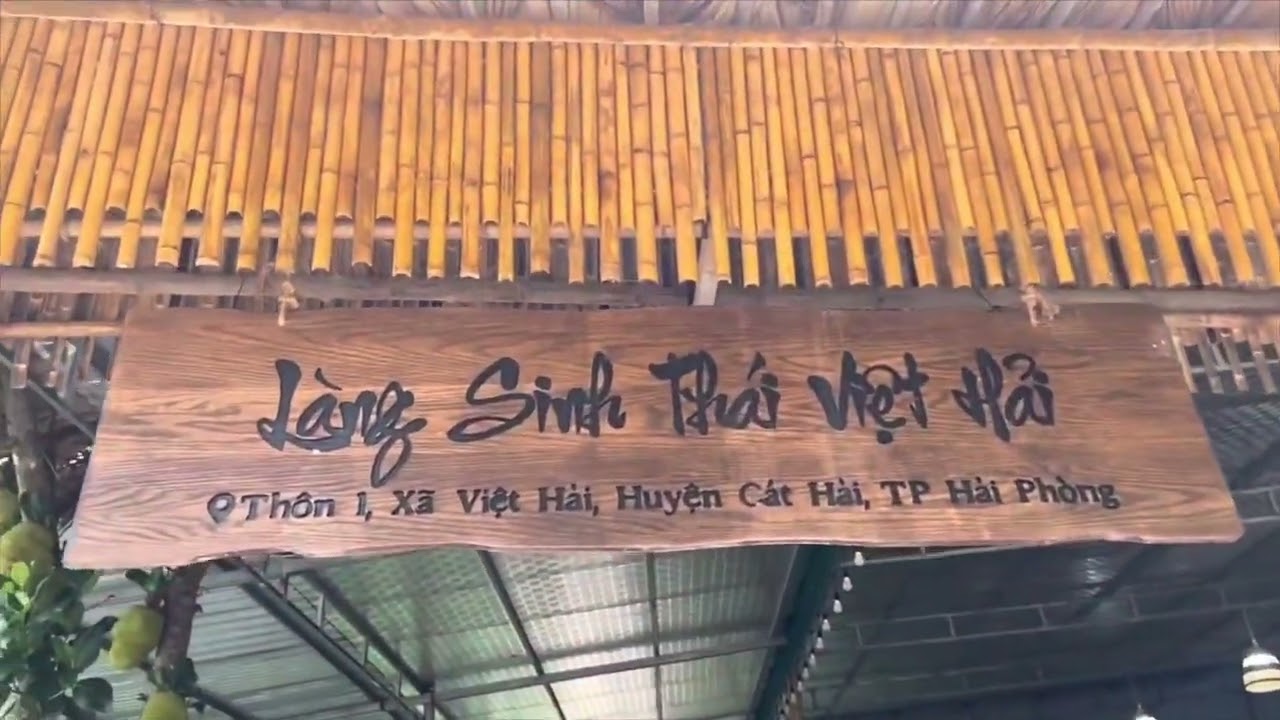 Làng Sinh Thái Việt Hải
Thôn 1, Xã Việt Hải, Huyện Cát Hải, TP Hải Phòng